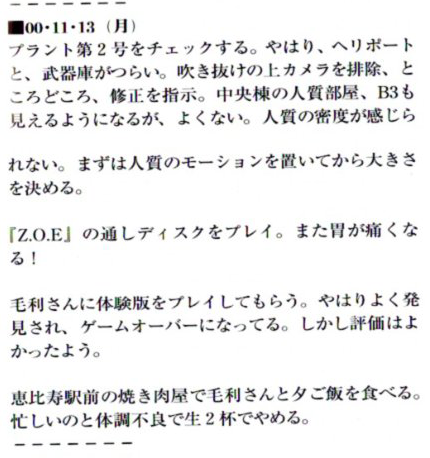 ■00・11・13（月）
プラント第２号をチェックする。やはり、ヘリポート
と、武器庫がつらい。吹き抜けの上カメラを排除、と
ころどころ、修正を指示。中央棟の人質部屋、B3も
見えるようになるが、よくない。人質の密度が感じら
れない。まずは人質のモーションを置いてから大きさ
を決める。
『Z.O.E』の通しディスクをプレイ。また胃が痛くな
る！
毛利さんに体験版をプレイしてもらう。やはりよく発
見され、ゲームオーバーになってる。しかし評価はよ
かったよう。
恵比寿駅前の焼き肉屋で毛利さんと夕ご飯を食べる。
忙しいのと体調不良で生２杯でやめる。